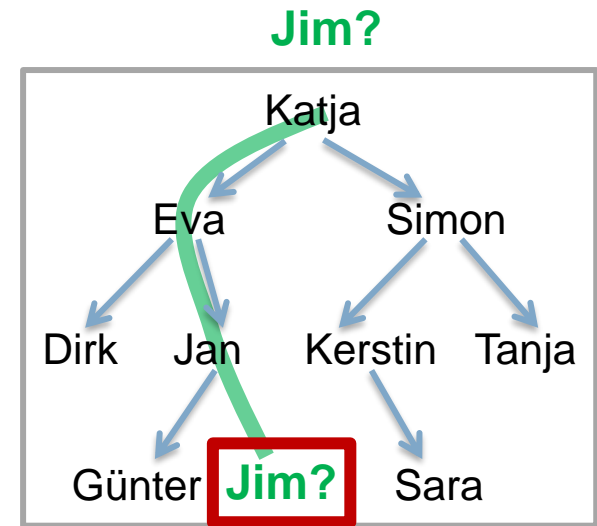 Jim?
Katja
Eva Simon
Dirk Jan Kerstin Tanja
Günter Jim? Sara